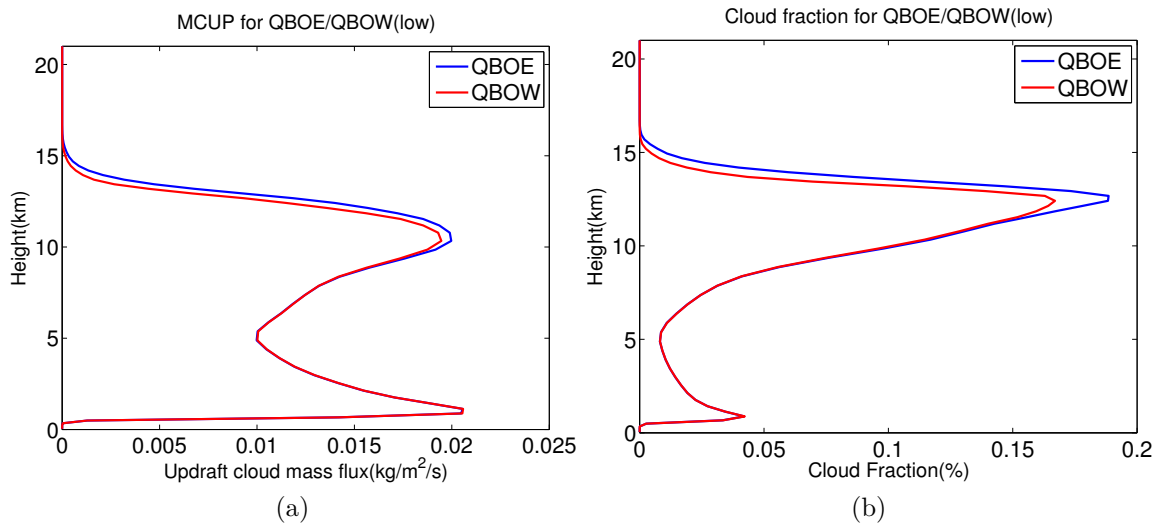 MCUP for QBOE/QBOW(low)
20
15
10
5
0
Height(km)
QBOE
QBOW
0 0.005 0.01 0.015 0.02 0.025
Updraft cloud mass flux(kg/m²/s)
(a)
Cloud fraction for QBOE/QBOW(low)
20
15
10
5
0
Height(km)
QBOE
QBOW
0 0.05 0.1 0.15 0.2
Cloud Fraction(%)
(b)